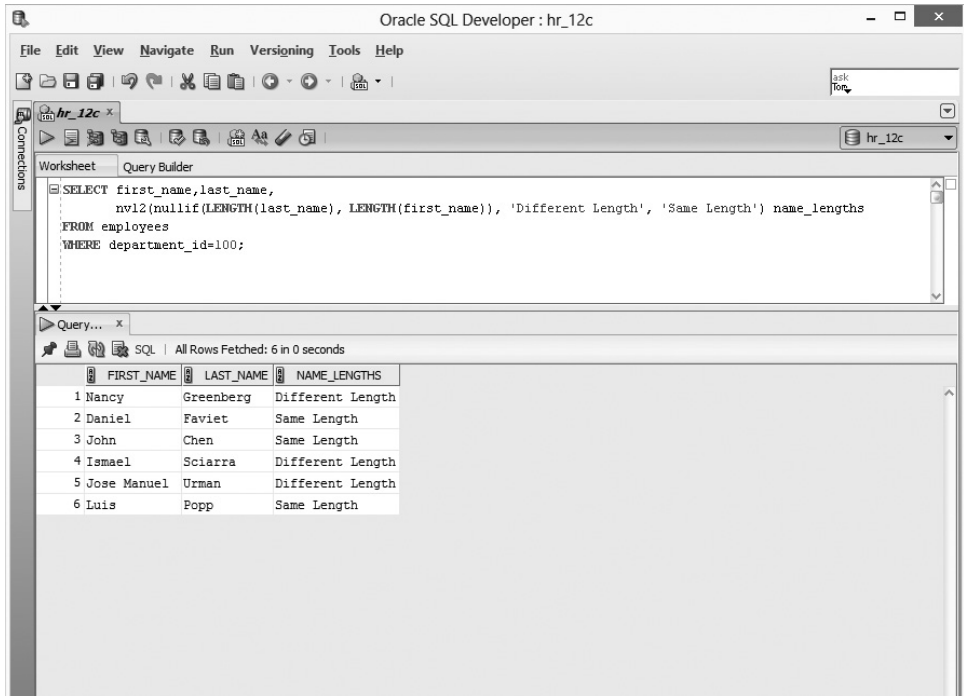 Oracle SQL Developer : hr_12c
File Edit View Navigate Run Versioning Tools Help
ask
Tom
hr_12c
Connections
hr_12c
Worksheet Query Builder
SELECT first_name,last_name,
nvl2(nullif(LENGTH(last_name), LENGTH(first_name)), 'Different Length', 'Same Length') name_lengths
FROM employees
WHERE department_id=100;
Query... x
SQL | All Rows Fetched: 6 in 0 seconds
FIRST_NAME LAST_NAME NAME_LENGTHS
1 Nancy Greenberg Different Length
2 Daniel Faviet Same Length
3 John Chen Same Length
4 Ismael Sciarra Different Length
5 Jose Manuel Urman Different Length
6 Luis Popp Same Length